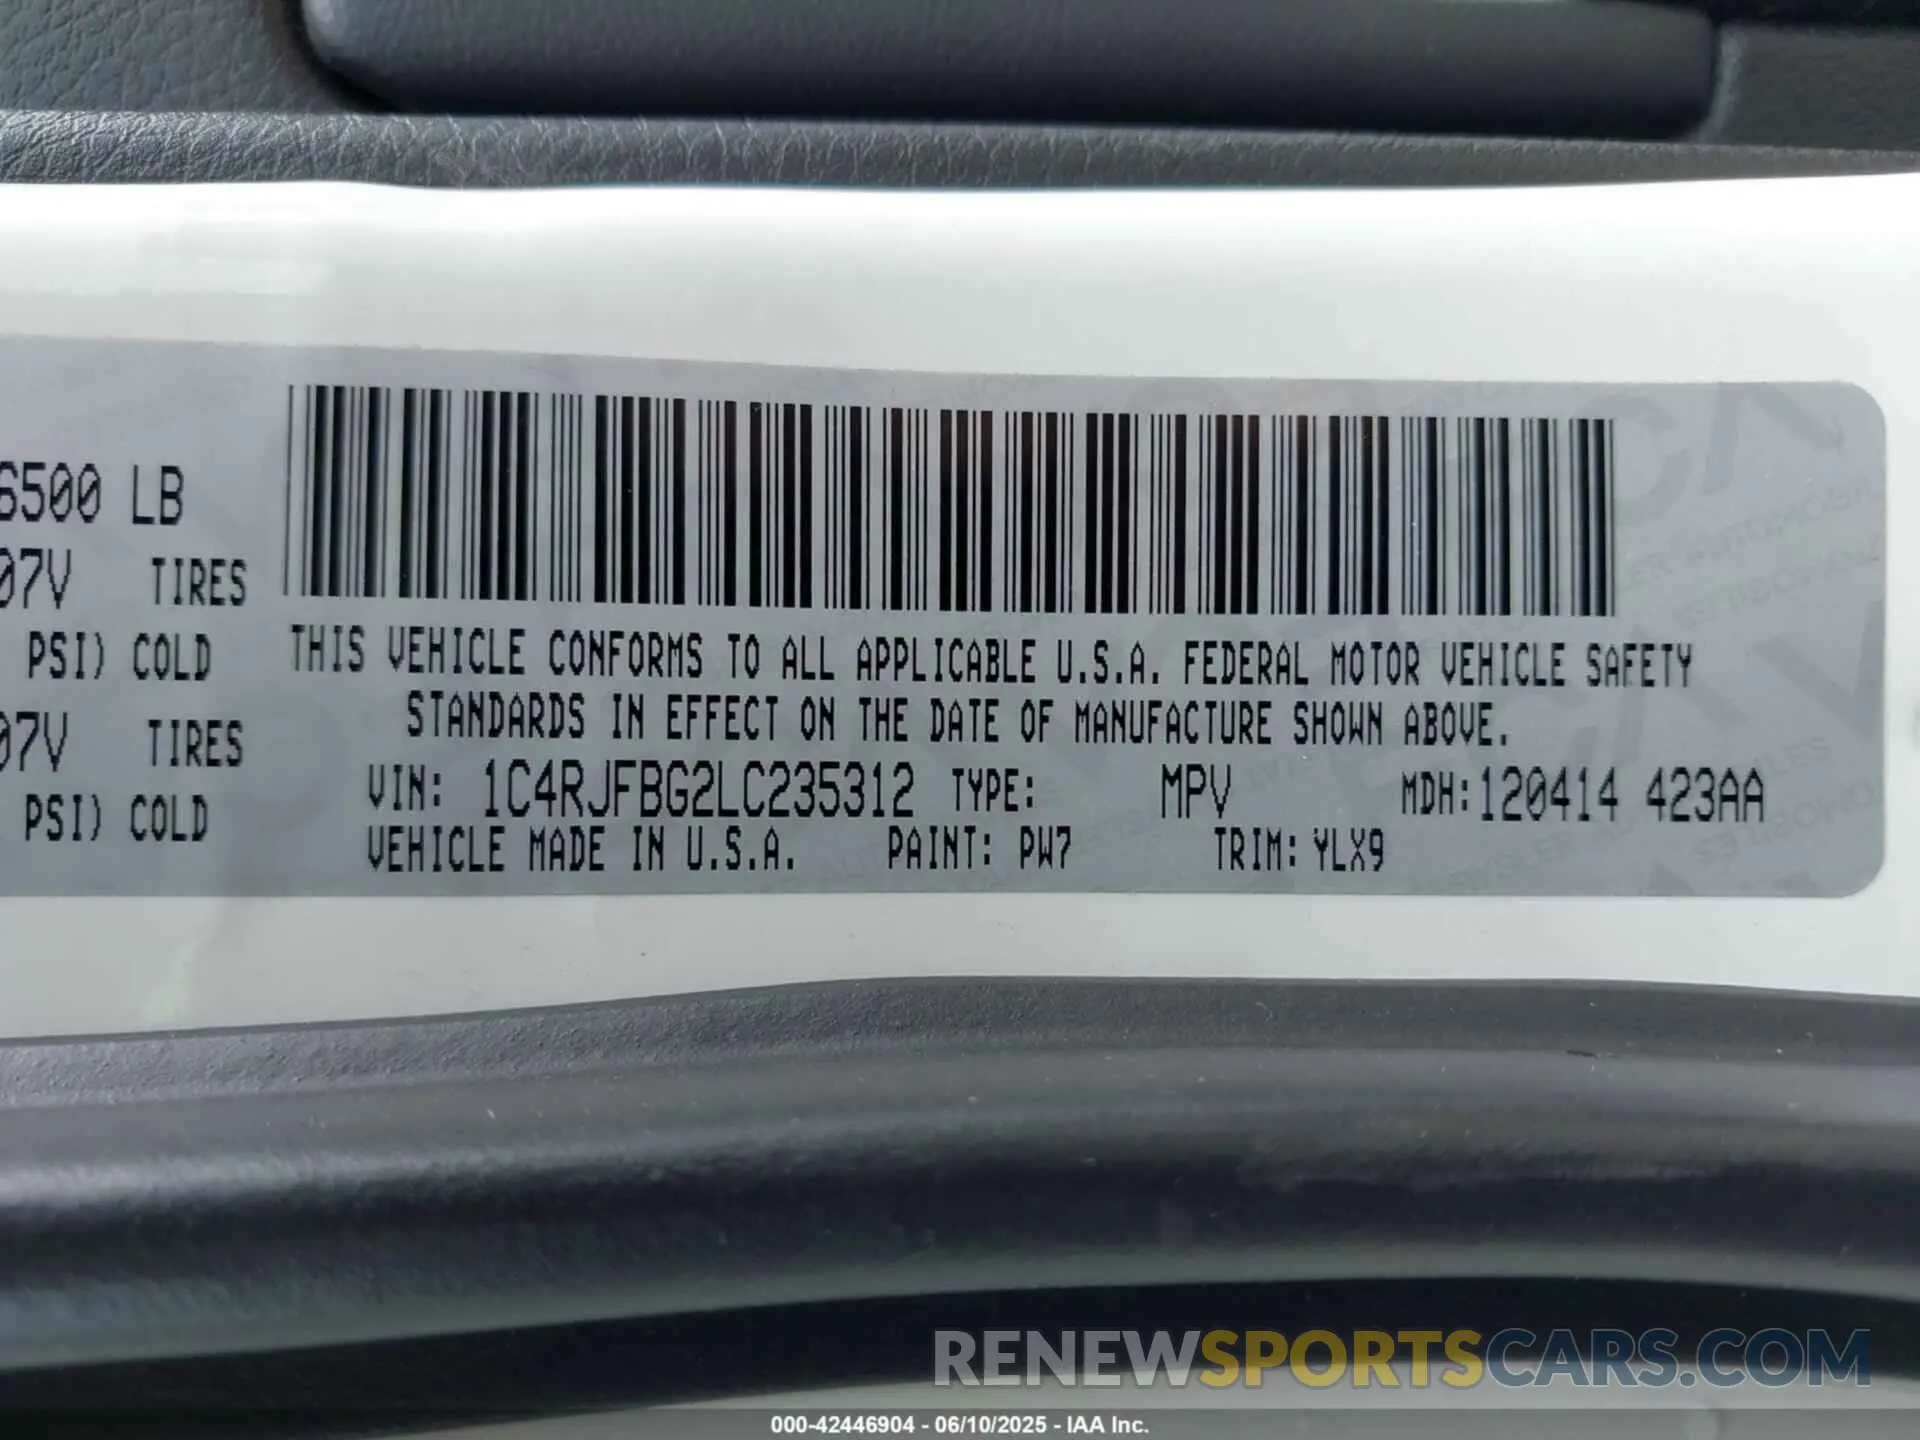 6500 LB
07V TIRES
PSI) COLD
07V TIRES
PSI) COLD
THIS VEHICLE CONFORMS TO ALL APPLICABLE U.S.A. FEDERAL MOTOR VEHICLE SAFETY
STANDARDS IN EFFECT ON THE DATE OF MANUFACTURE SHOWN ABOVE.
VIN: 1C4RJFBG2LC235312 TYPE: MPV MDH:120414 423AA
VEHICLE MADE IN U.S.A. PAINT: PW7 TRIM: YLX9
RENEWSPORTSCARS.COM
000-42446904 - 06/10/2025 - IAA Inc.